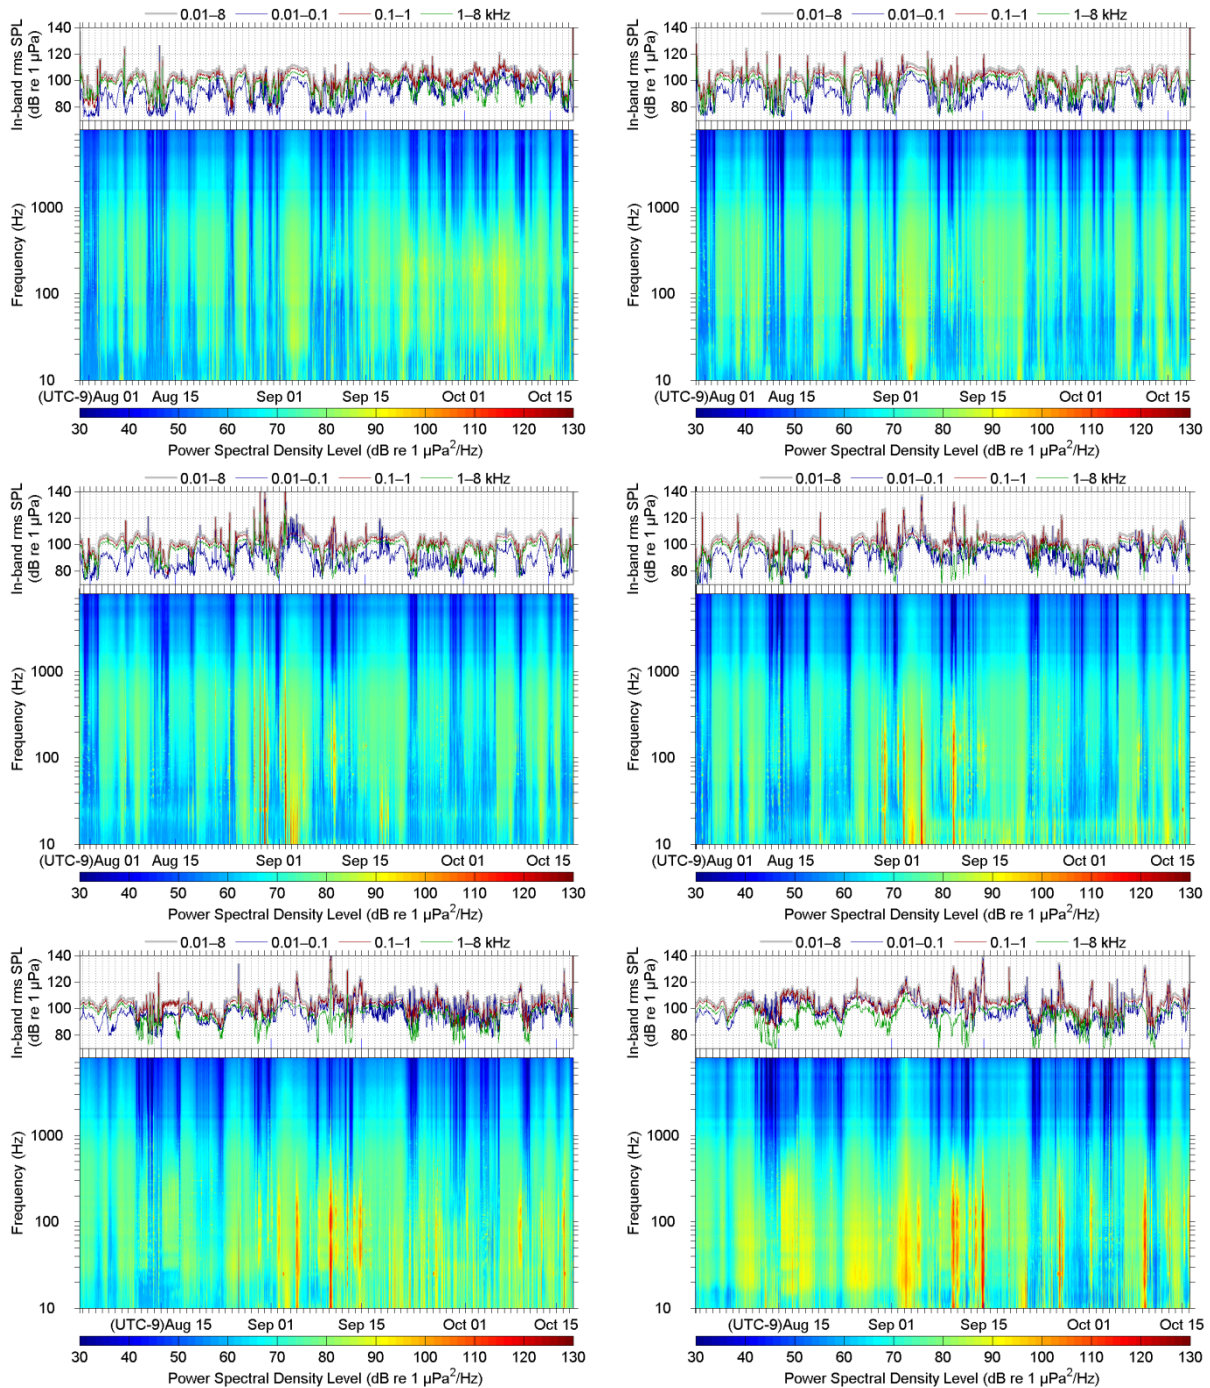 0.01–8 0.01–0.1 0.1–1 1–8 kHz
In-band rms SPL
(dB re 1 µPa)
140
120
100
80
Frequency (Hz)
1000
100
10
(UTC-9)Aug 01 Aug 15 Sep 01 Sep 15 Oct 01 Oct 15
30 40 50 60 70 80 90 100 110 120 130
Power Spectral Density Level (dB re 1 µPa²/Hz)
0.01–8 0.01–0.1 0.1–1 1–8 kHz
In-band rms SPL
(dB re 1 µPa)
140
120
100
80
Frequency (Hz)
1000
100
10
(UTC-9)Aug 01 Aug 15 Sep 01 Sep 15 Oct 01 Oct 15
30 40 50 60 70 80 90 100 110 120 130
Power Spectral Density Level (dB re 1 µPa²/Hz)
0.01–8 0.01–0.1 0.1–1 1–8 kHz
In-band rms SPL
(dB re 1 µPa)
140
120
100
80
Frequency (Hz)
1000
100
10
(UTC-9)Aug 01 Aug 15 Sep 01 Sep 15 Oct 01 Oct 15
30 40 50 60 70 80 90 100 110 120 130
Power Spectral Density Level (dB re 1 µPa²/Hz)
0.01–8 0.01–0.1 0.1–1 1–8 kHz
In-band rms SPL
(dB re 1 µPa)
140
120
100
80
Frequency (Hz)
1000
100
10
(UTC-9)Aug 01 Aug 15 Sep 01 Sep 15 Oct 01 Oct 15
30 40 50 60 70 80 90 100 110 120 130
Power Spectral Density Level (dB re 1 µPa²/Hz)
0.01–8 0.01–0.1 0.1–1 1–8 kHz
In-band rms SPL
(dB re 1 µPa)
140
120
100
80
Frequency (Hz)
1000
100
10
(UTC-9)Aug 15 Sep 01 Sep 15 Oct 01 Oct 15
30 40 50 60 70 80 90 100 110 120 130
Power Spectral Density Level (dB re 1 µPa²/Hz)
0.01–8 0.01–0.1 0.1–1 1–8 kHz
In-band rms SPL
(dB re 1 µPa)
140
120
100
80
Frequency (Hz)
1000
100
10
(UTC-9)Aug 15 Sep 01 Sep 15 Oct 01 Oct 15
30 40 50 60 70 80 90 100 110 120 130
Power Spectral Density Level (dB re 1 µPa²/Hz)